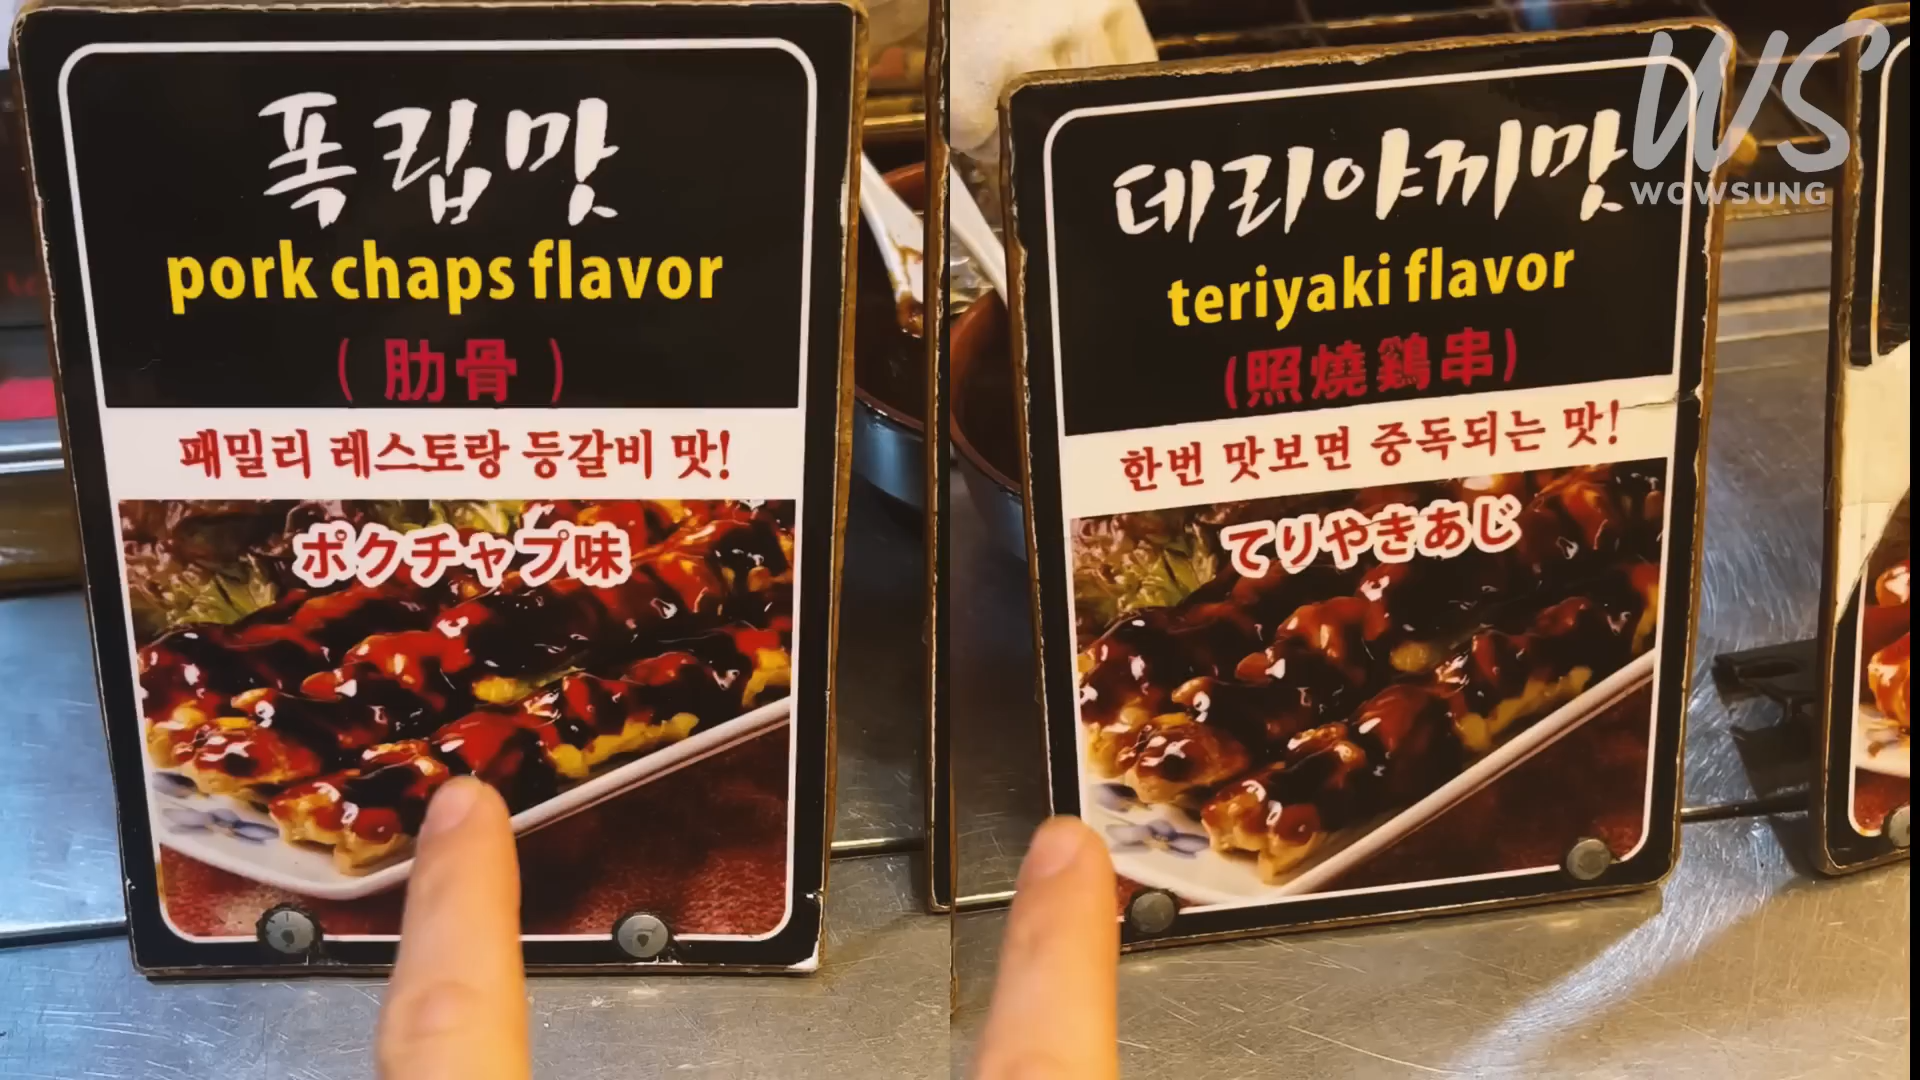 폭립맛
pork chaps flavor
(肋骨)
패밀리 레스토랑 등갈비 맛!
ポクチャプ味
데리야끼맛
teriyaki flavor
(照燒鷄串)
한번 맛보면 중독되는 맛!
てりやきあじ
WS
WOWSUNG